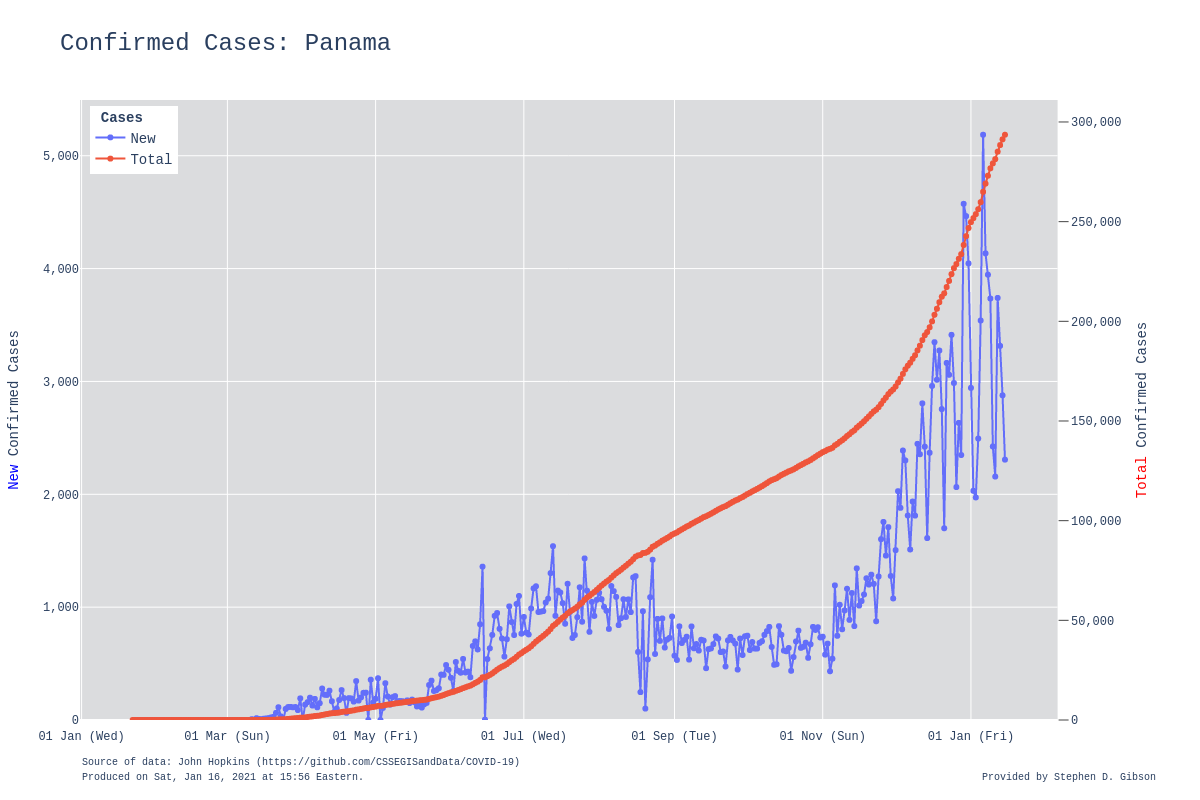 Confirmed Cases: Panama
Cases
New
Total
5,000
4,000
3,000
2,000
1,000
0
300,000
250,000
200,000
150,000
100,000
50,000
0
New Confirmed Cases
Total Confirmed Cases
01 Jan (Wed)
01 Mar (Sun)
01 May (Fri)
01 Jul (Wed)
01 Sep (Tue)
01 Nov (Sun)
01 Jan (Fri)
Source of data: John Hopkins (https://github.com/CSSEGISandData/COVID-19)
Produced on Sat, Jan 16, 2021 at 15:56 Eastern.
Provided by Stephen D. Gibson